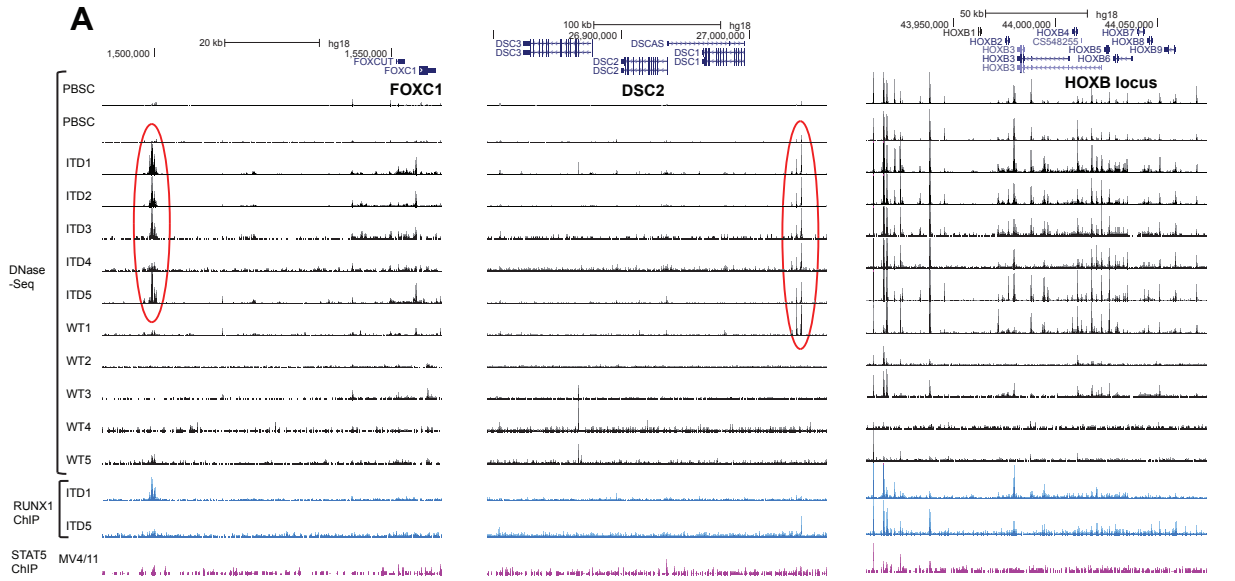 A
20 kb hg18
1,500,000 1,550,000
FOXCUT
FOXC1
FOXC1
100 kb hg18
26,900,000 27,000,000
DSC3 DSCAS
DSC3 DSC1
DSC2 DSC1
DSC2
DSC2
50 kb hg18
43,950,000 44,000,000 44,050,000
HOXB1 HOXB4 HOXB7
HOXB2 CS548255 HOXB8
HOXB3 HOXB5 HOXB9
HOXB3 HOXB6
HOXB3
HOXB locus
DNase
-Seq
PBSC
PBSC
ITD1
ITD2
ITD3
ITD4
ITD5
WT1
WT2
WT3
WT4
WT5
RUNX1
ChIP
ITD1
ITD5
STAT5
ChIP
MV4/11